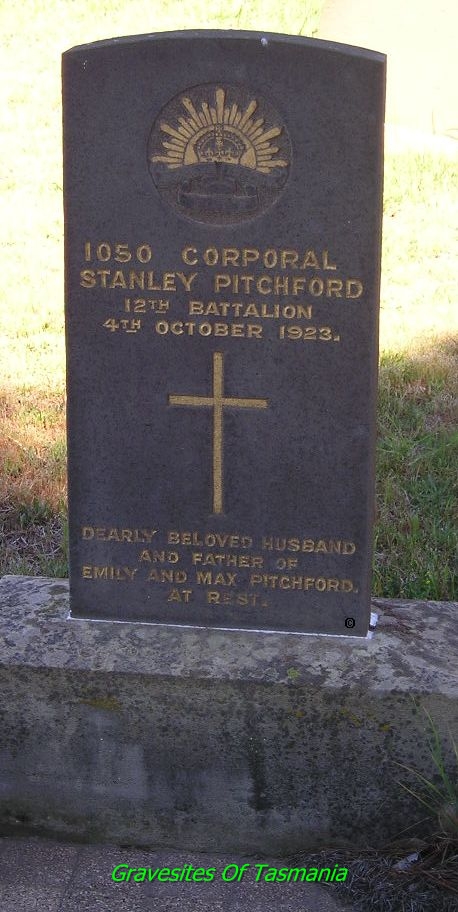 1050 CORPORAL
STANLEY PITCHFORD
12TH BATTALION
4TH OCTOBER 1923.
DEARLY BELOVED HUSBAND
AND FATHER OF
EMILY AND MAX PITCHFORD.
AT REST.
Gravesites Of Tasmania